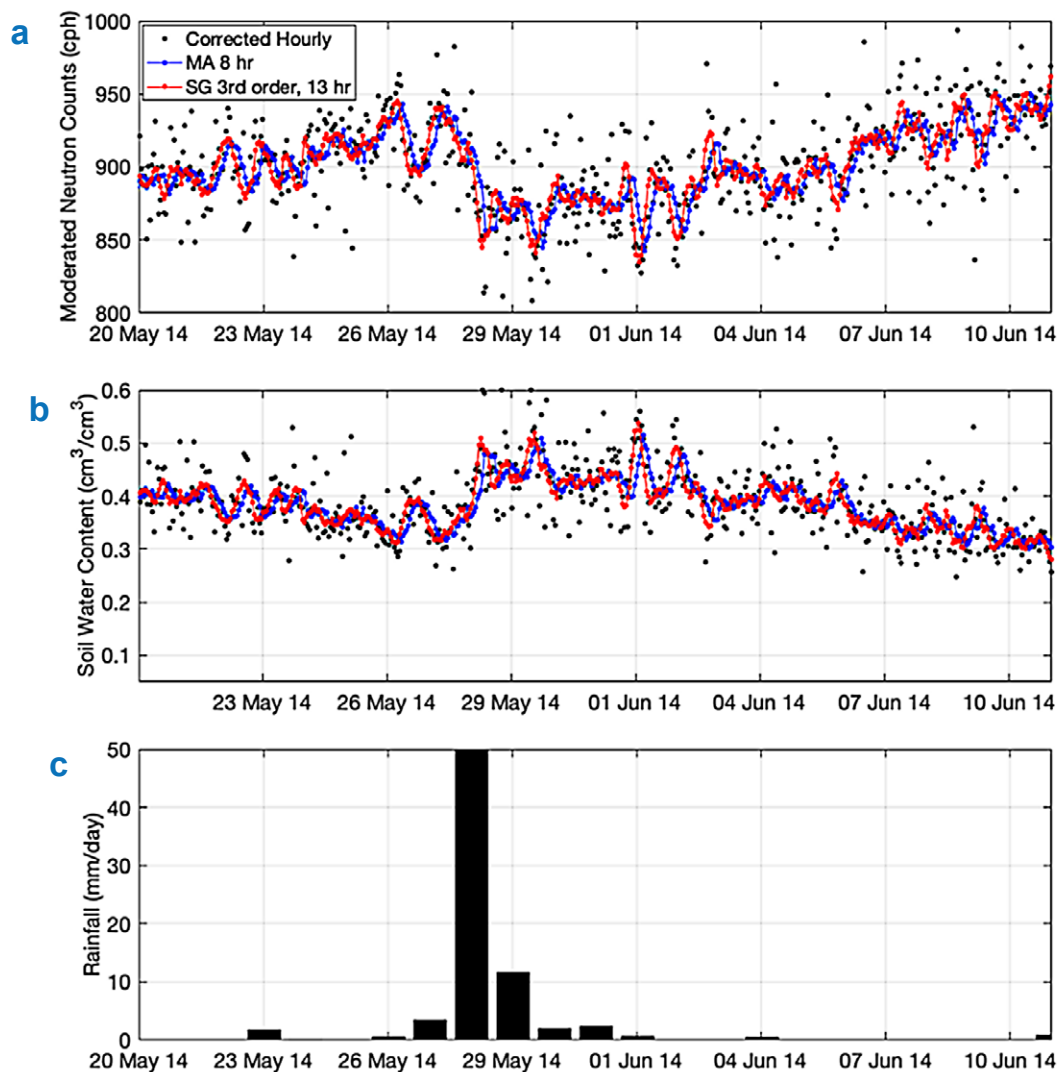 a
1000
950
900
850
800
Moderated Neutron Counts (cph)
Corrected Hourly
MA 8 hr
SG 3rd order, 13 hr
20 May 14 23 May 14 26 May 14 29 May 14 01 Jun 14 04 Jun 14 07 Jun 14 10 Jun 14
b
0.6
0.5
0.4
0.3
0.2
0.1
Soil Water Content (cm³/cm³)
23 May 14 26 May 14 29 May 14 01 Jun 14 04 Jun 14 07 Jun 14 10 Jun 14
c
50
40
30
20
10
0
Rainfall (mm/day)
20 May 14 23 May 14 26 May 14 29 May 14 01 Jun 14 04 Jun 14 07 Jun 14 10 Jun 14